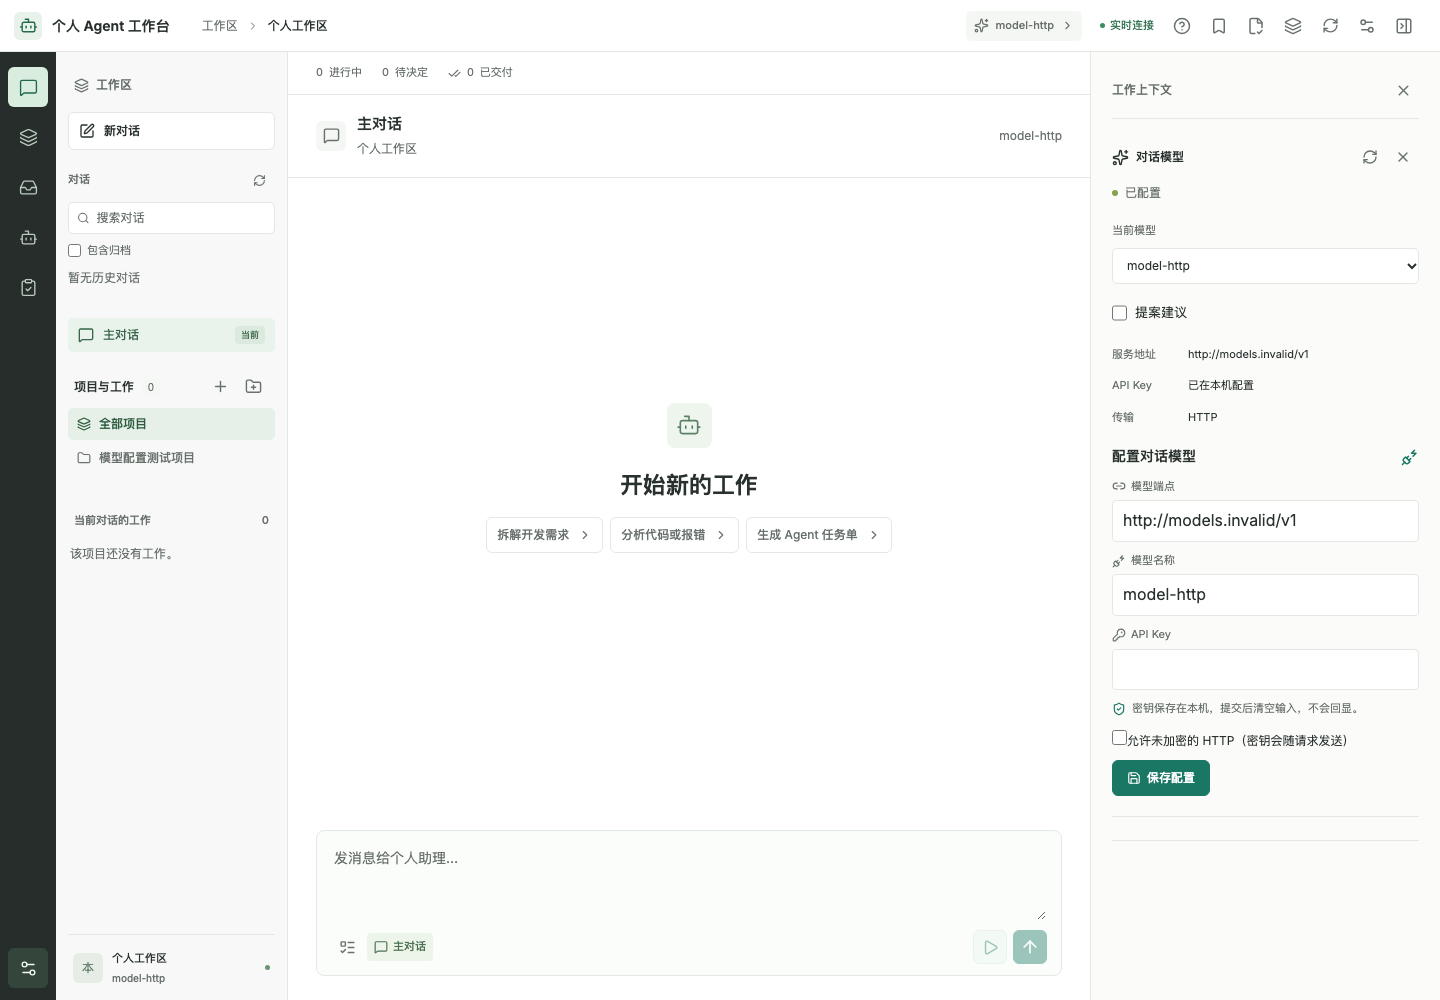 个人 Agent 工作台
工作区
个人工作区
model-http
实时连接
工作区
新对话
对话
搜索对话
包含归档
暂无历史对话
主对话
当前
项目与工作 0
全部项目
模型配置测试项目
当前对话的工作 0
该项目还没有工作。
本
个人工作区
model-http
0 进行中
0 待决定
0 已交付
主对话
个人工作区
model-http
开始新的工作
拆解开发需求
分析代码或报错
生成 Agent 任务单
发消息给个人助理...
主对话
工作上下文
对话模型
已配置
当前模型
model-http
提案建议
服务地址 http://models.invalid/v1
API Key 已在本机配置
传输 HTTP
配置对话模型
模型端点
http://models.invalid/v1
模型名称
model-http
API Key
密钥保存在本机，提交后清空输入，不会回显。
允许未加密的 HTTP（密钥会随请求发送）
保存配置